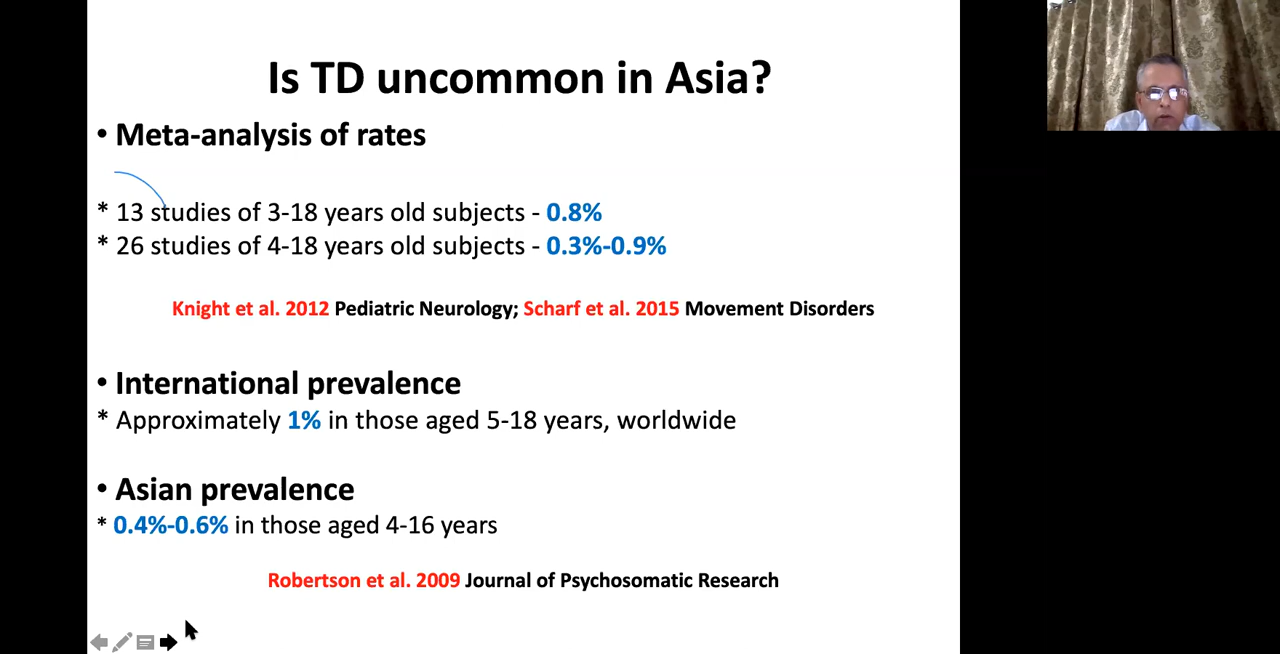 Is TD uncommon in Asia?
• Meta-analysis of rates
* 13 studies of 3-18 years old subjects - 0.8%
* 26 studies of 4-18 years old subjects - 0.3%-0.9%
Knight et al. 2012 Pediatric Neurology; Scharf et al. 2015 Movement Disorders
• International prevalence
* Approximately 1% in those aged 5-18 years, worldwide
• Asian prevalence
* 0.4%-0.6% in those aged 4-16 years
Robertson et al. 2009 Journal of Psychosomatic Research